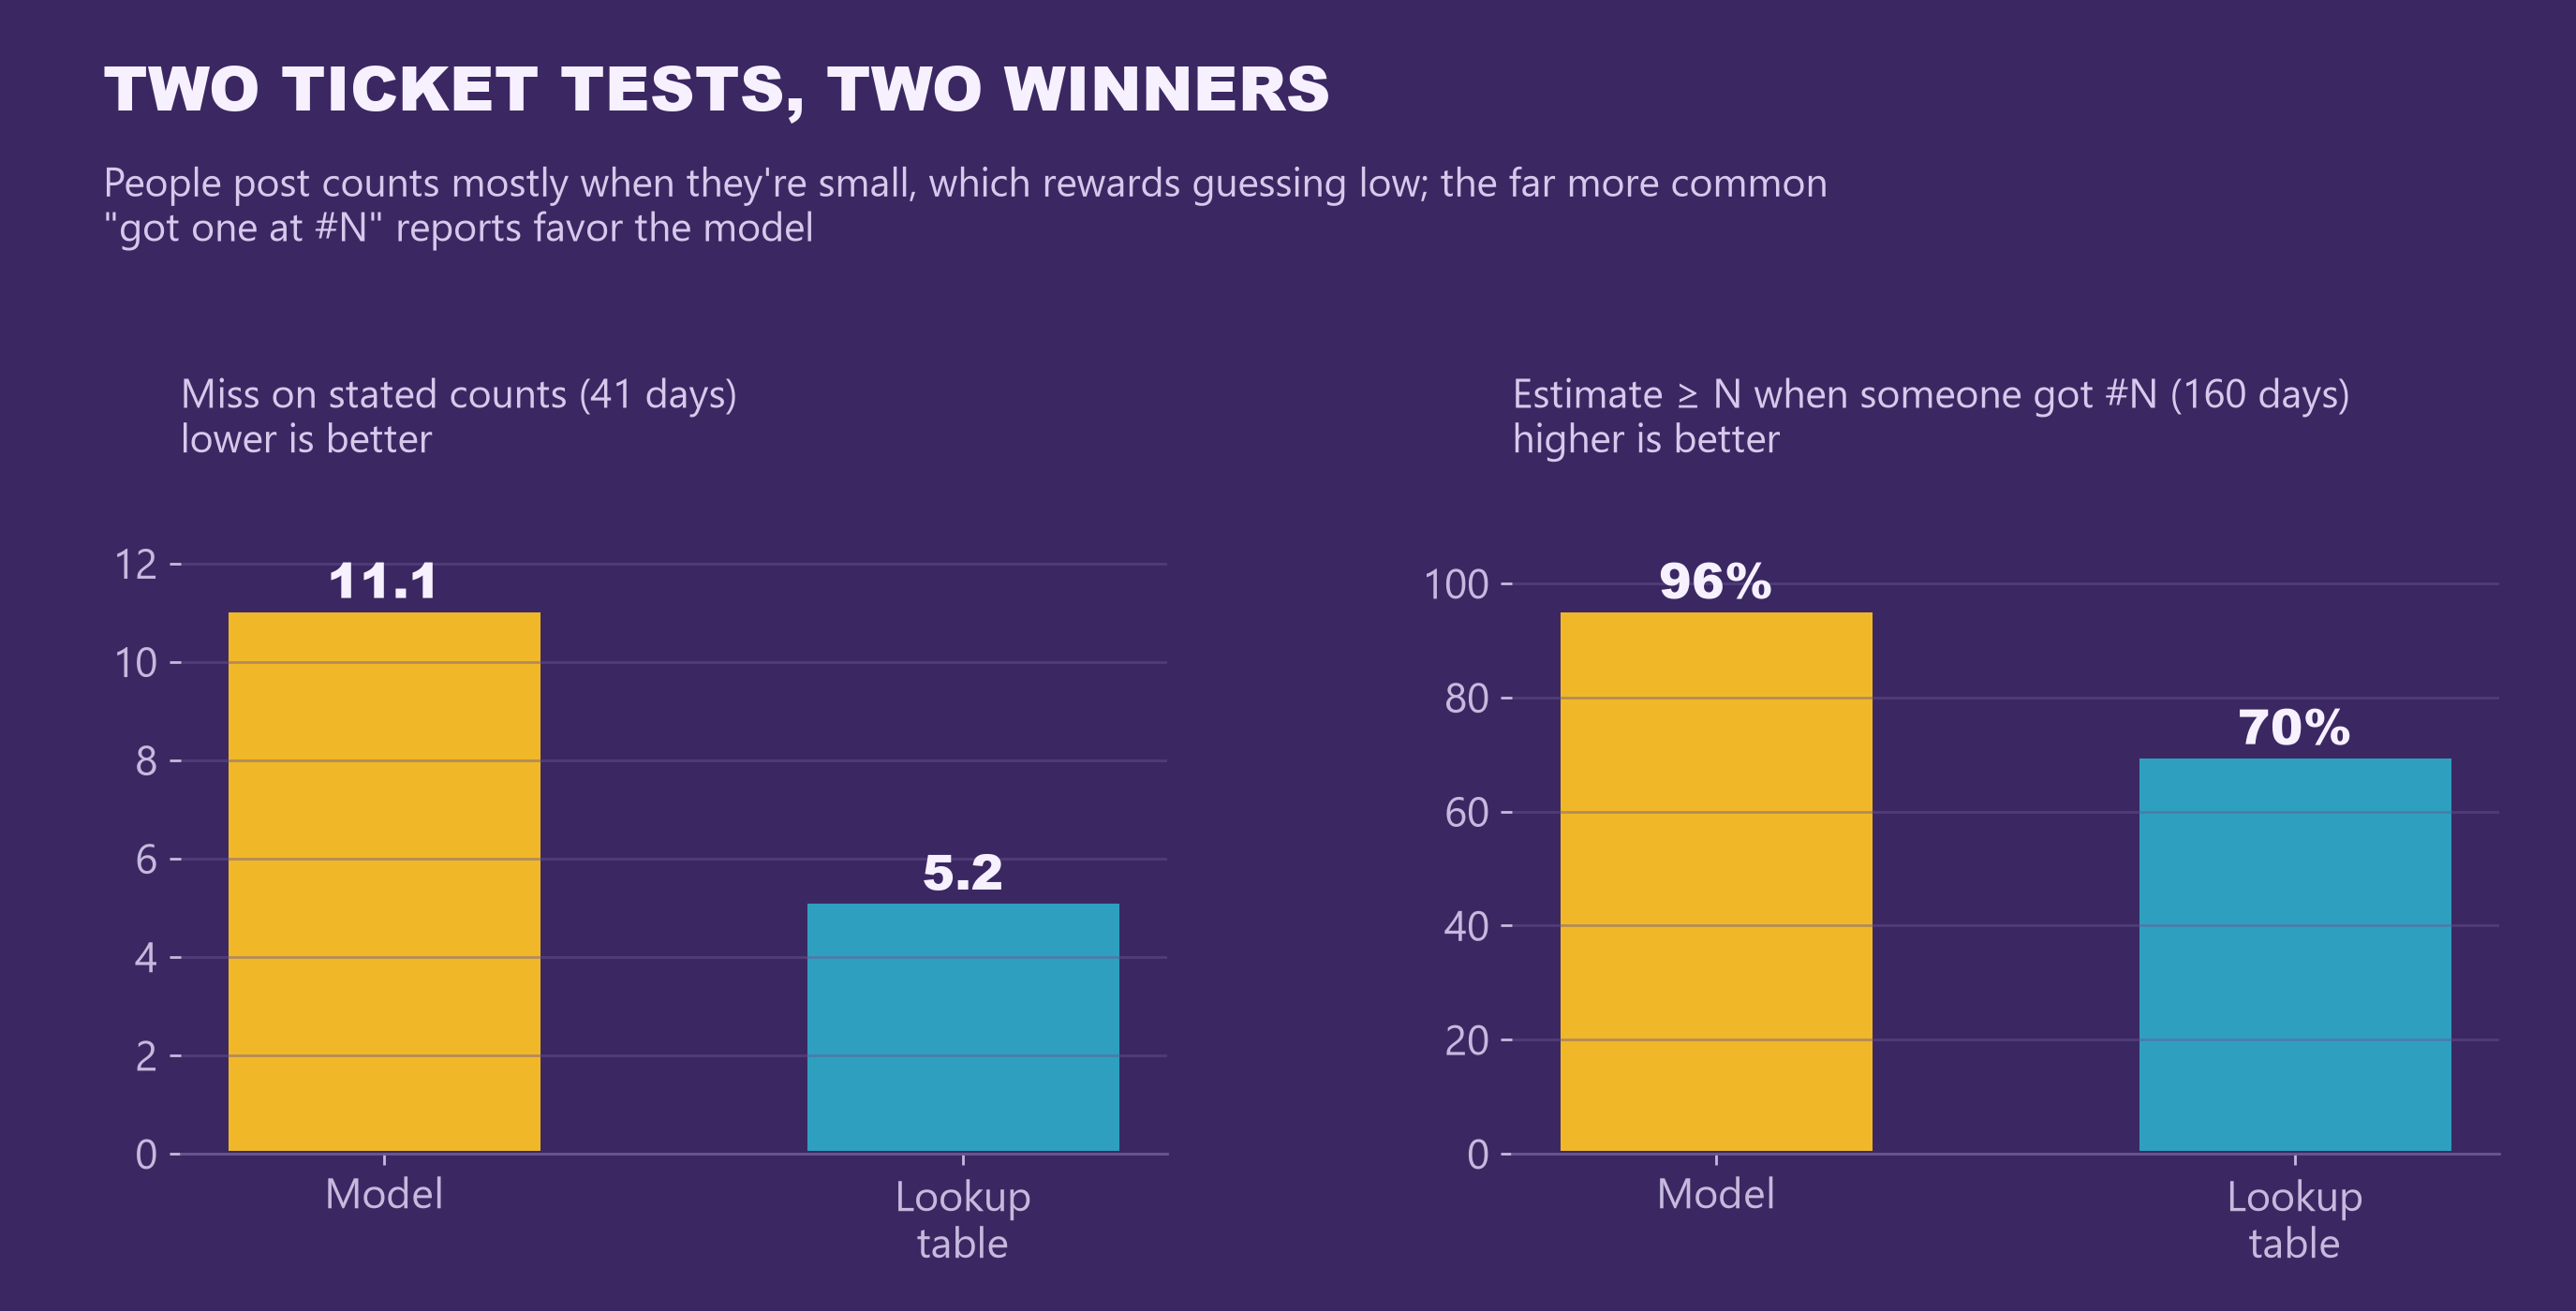 TWO TICKET TESTS, TWO WINNERS
People post counts mostly when they're small, which rewards guessing low; the far more common
"got one at #N" reports favor the model
Miss on stated counts (41 days)
lower is better
12
10
8
6
4
2
0
11.1
5.2
Model
Lookup
table
Estimate ≥ N when someone got #N (160 days)
higher is better
100
80
60
40
20
0
96%
70%
Model
Lookup
table